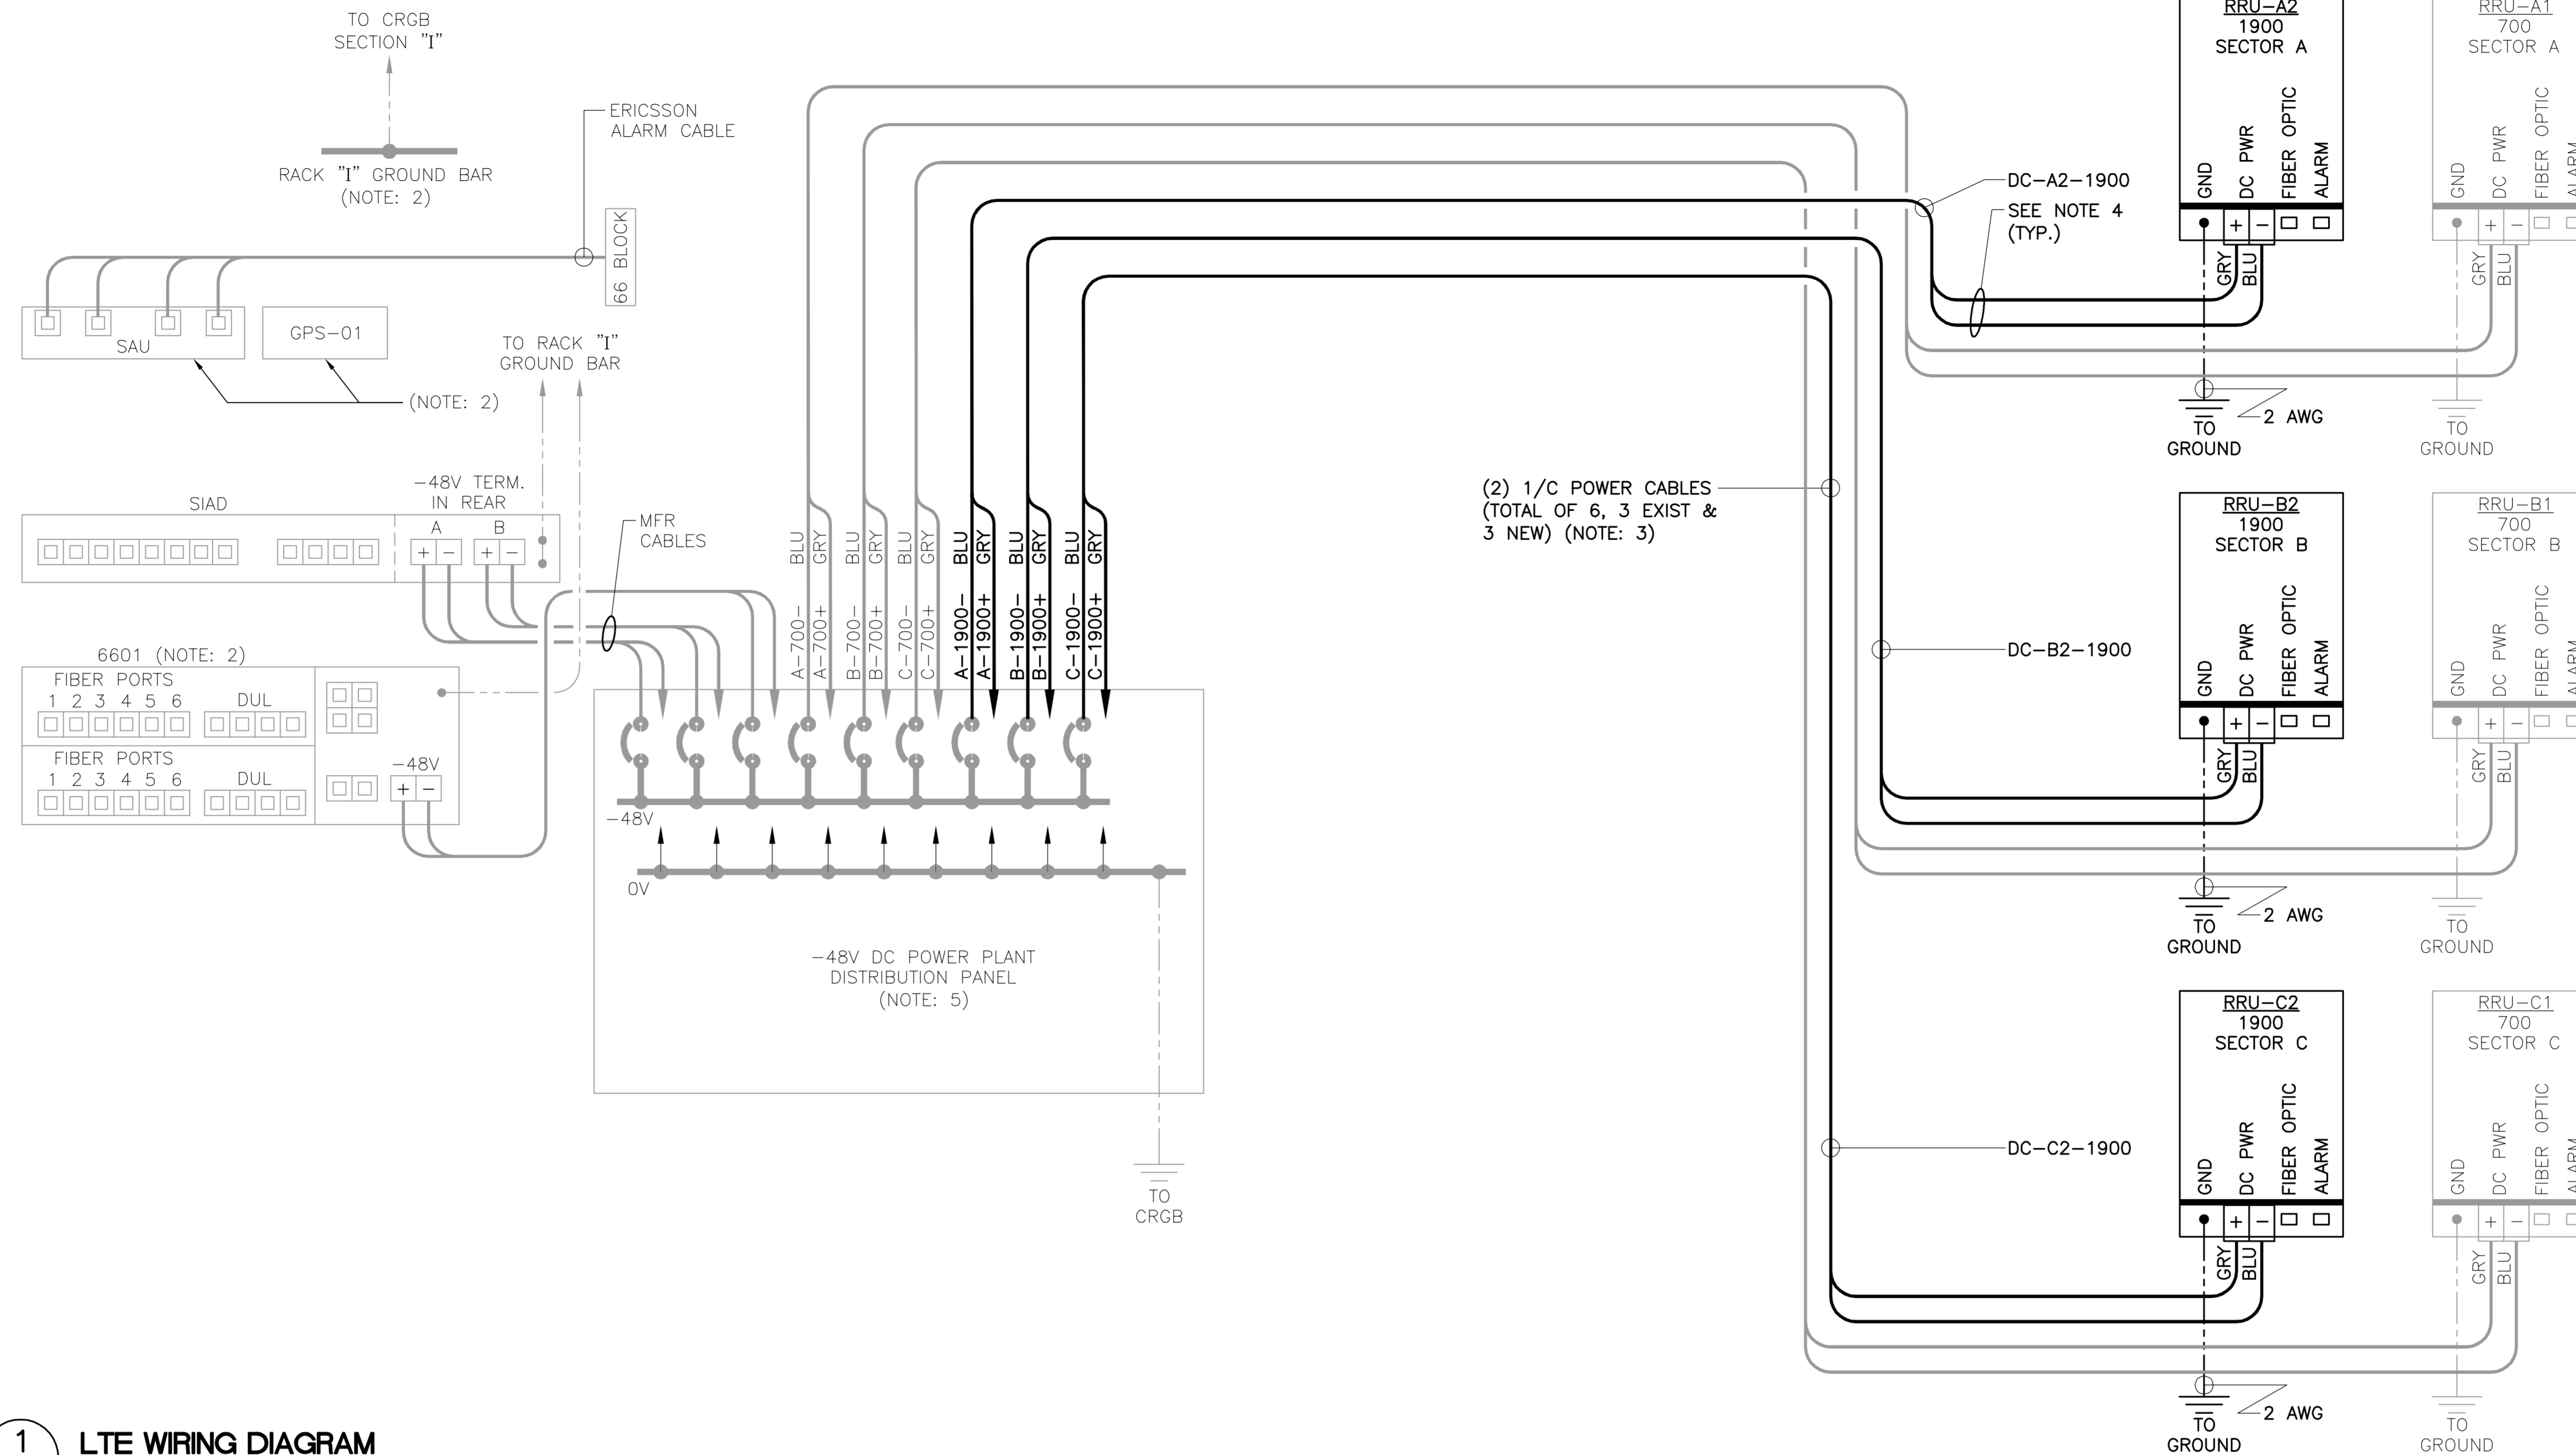 TO CRGB
SECTION "I"
RACK "I" GROUND BAR
(NOTE: 2)
ERICSSON
ALARM CABLE
66 BLOCK
SAU
GPS-01
(NOTE: 2)
TO RACK "I"
GROUND BAR
SIAD
-48V TERM.
IN REAR
A B
+ - + -
MFR
CABLES
6601 (NOTE: 2)
FIBER PORTS
1 2 3 4 5 6 DUL
FIBER PORTS
1 2 3 4 5 6 DUL
-48V
+ -
A-700- BLU
A-700+ GRY
B-700- BLU
B-700+ GRY
C-700- BLU
C-700+ GRY
A-1900- BLU
A-1900+ GRY
B-1900- BLU
B-1900+ GRY
C-1900- BLU
C-1900+ GRY
-48V
0V
-48V DC POWER PLANT
DISTRIBUTION PANEL
(NOTE: 5)
TO
CRGB
(2) 1/C POWER CABLES
(TOTAL OF 6, 3 EXIST &
3 NEW) (NOTE: 3)
DC-A2-1900
SEE NOTE 4
(TYP.)
DC-B2-1900
DC-C2-1900
RRU-A2
1900
SECTOR A
GND
DC PWR
FIBER OPTIC
ALARM
+ -
GRY
BLU
2 AWG
TO
GROUND
RRU-A1
700
SECTOR A
GND
DC PWR
FIBER OPTIC
ALARM
+ -
GRY
BLU
TO
GROUND
RRU-B2
1900
SECTOR B
GND
DC PWR
FIBER OPTIC
ALARM
+ -
GRY
BLU
2 AWG
TO
GROUND
RRU-B1
700
SECTOR B
GND
DC PWR
FIBER OPTIC
ALARM
+ -
GRY
BLU
TO
GROUND
RRU-C2
1900
SECTOR C
GND
DC PWR
FIBER OPTIC
ALARM
+ -
GRY
BLU
2 AWG
TO
GROUND
RRU-C1
700
SECTOR C
GND
DC PWR
FIBER OPTIC
ALARM
+ -
GRY
BLU
TO
GROUND
1 LTE WIRING DIAGRAM